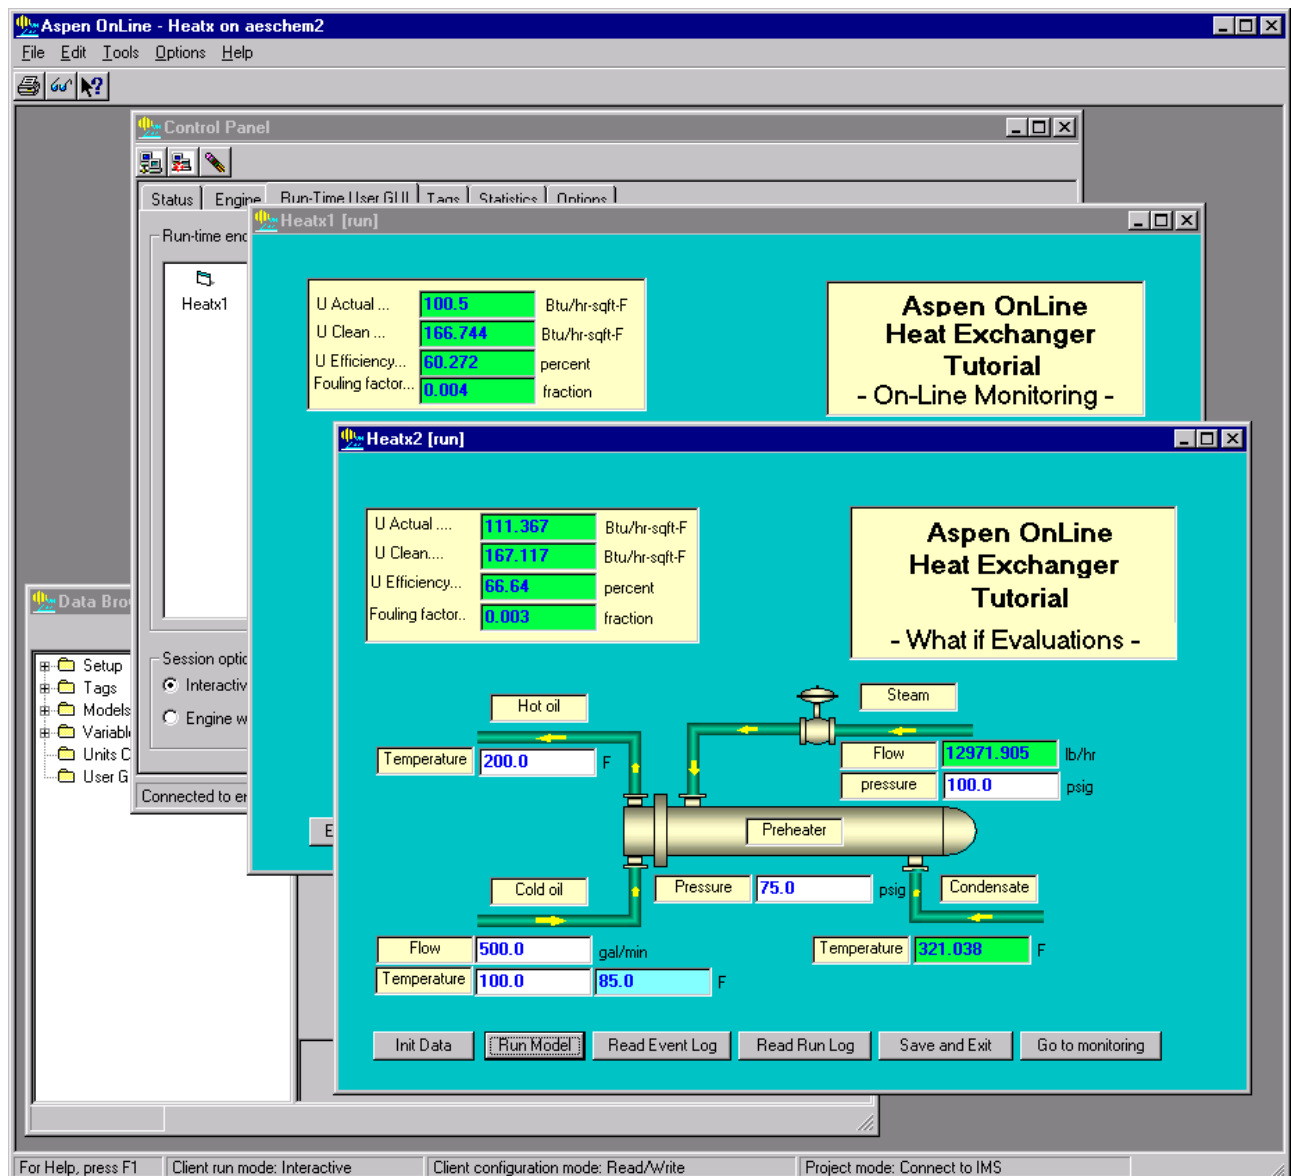 Aspen OnLine - Heatx on aeschem2
File Edit Tools Options Help
Control Panel
Status Engine Run-Time User GUI Tags Statistics Options
Heatx1 [run]
Run-time
Heatx1
U Actual ... 100.5 Btu/hr-sqft-F
U Clean ... 166.744 Btu/hr-sqft-F
U Efficiency... 60.272 percent
Fouling factor... 0.004 fraction
Aspen OnLine
Heat Exchanger
Tutorial
- On-Line Monitoring -
Heatx2 [run]
U Actual .... 111.367 Btu/hr-sqft-F
U Clean.... 167.117 Btu/hr-sqft-F
U Efficiency... 66.64 percent
Fouling factor.. 0.003 fraction
Aspen OnLine
Heat Exchanger
Tutorial
- What if Evaluations -
Data Bro
Setup
Tags
Models
Variabl
Units C
User G
Session optio
Interactiv
Engine w
Connected to er
E
Hot oil
Temperature 200.0 F
Steam
Flow 12971.905 lb/hr
pressure 100.0 psig
Preheater
Cold oil
Pressure 75.0 psig
Condensate
Flow 500.0 gal/min
Temperature 100.0 85.0 F
Temperature 321.038 F
Init Data Run Model Read Event Log Read Run Log Save and Exit Go to monitoring
For Help, press F1 Client run mode: Interactive Client configuration mode: Read/Write Project mode: Connect to IMS